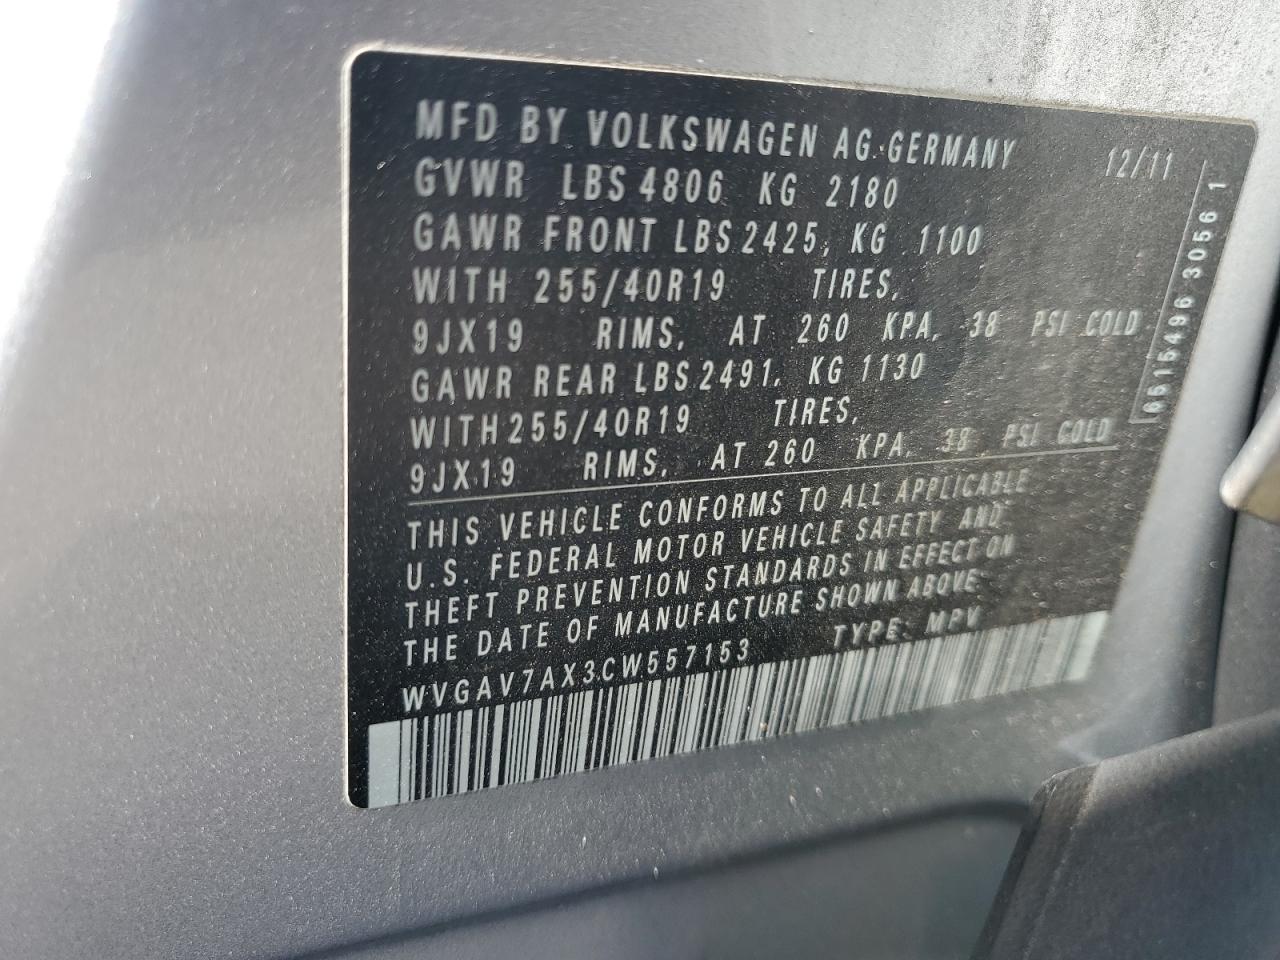 MFD BY VOLKSWAGEN AG.GERMANY 12/11
GVWR LBS 4806 KG 2180
GAWR FRONT LBS 2425, KG 1100
WITH 255/40R19 TIRES,
9JX19 RIMS, AT 260 KPA, 38 PSI COLD
GAWR REAR LBS 2491, KG 1130
WITH 255/40R19 TIRES,
9JX19 RIMS, AT 260 KPA, 38 PSI COLD
THIS VEHICLE CONFORMS TO ALL APPLICABLE
U.S. FEDERAL MOTOR VEHICLE SAFETY AND
THEFT PREVENTION STANDARDS IN EFFECT ON
THE DATE OF MANUFACTURE SHOWN ABOVE
WVGAV7AX3CW557153 TYPE: MPV
6515496 3056 1